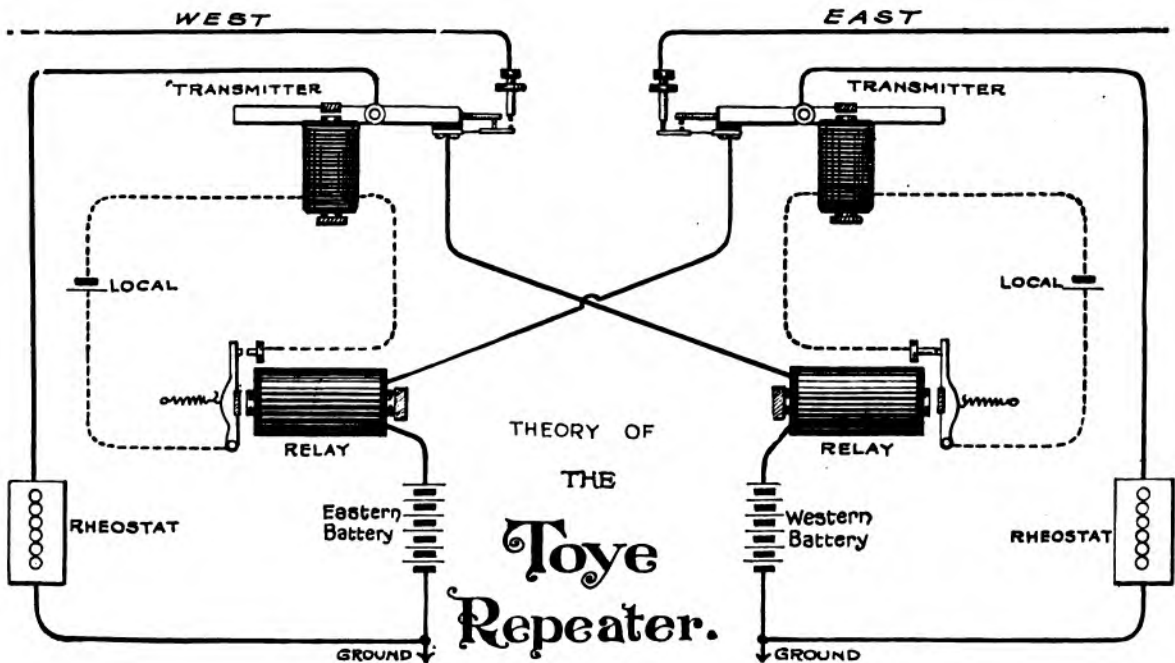 WEST
EAST
TRANSMITTER
TRANSMITTER
LOCAL
LOCAL
RELAY
RELAY
THEORY OF
THE
Toye
Repeater.
RHEOSTAT
Eastern
Battery
Western
Battery
RHEOSTAT
GROUND
GROUND